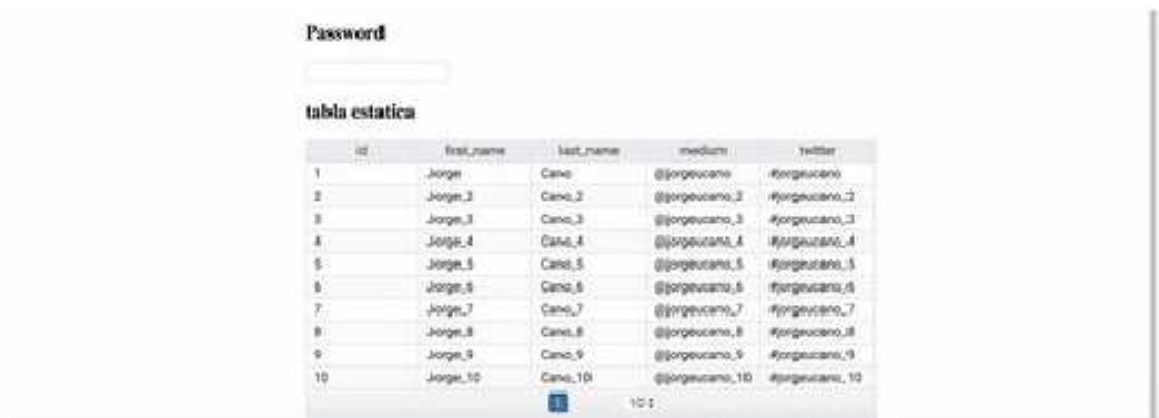 Password
tabla estatica
id first_name last_name medium twitter
1 Jorge Cano @jorgeucano #jorgeucano
2 Jorge_2 Cano_2 @jorgeucano_2 #jorgeucano_2
3 Jorge_3 Cano_3 @jorgeucano_3 #jorgeucano_3
4 Jorge_4 Cano_4 @jorgeucano_4 #jorgeucano_4
5 Jorge_5 Cano_5 @jorgeucano_5 #jorgeucano_5
6 Jorge_6 Cano_6 @jorgeucano_6 #jorgeucano_6
7 Jorge_7 Cano_7 @jorgeucano_7 #jorgeucano_7
8 Jorge_8 Cano_8 @jorgeucano_8 #jorgeucano_8
9 Jorge_9 Cano_9 @jorgeucano_9 #jorgeucano_9
10 Jorge_10 Cano_10 @jorgeucano_10 #jorgeucano_10
10